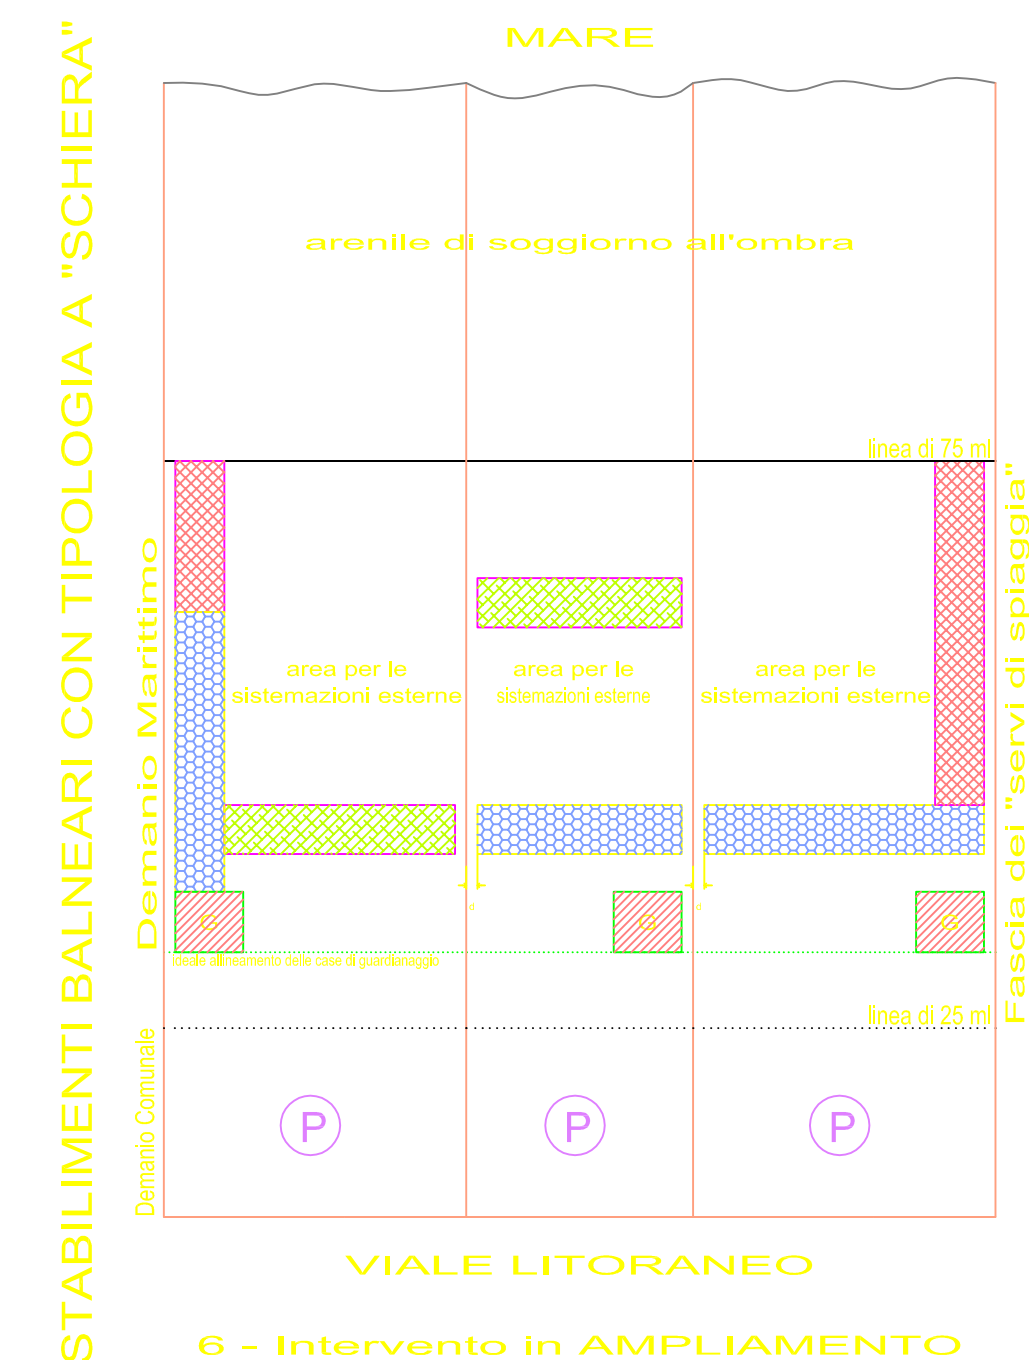 MARE
STABILIMENTI BALNEARI CON TIPOLOGIA A "SCHIERA"
arenile di soggiorno all'ombra
linea di 75 ml
Demanio Marittimo
Fascia dei "servi di spiaggia"
area per le
sistemazioni esterne
area per le
sistemazioni esterne
area per le
sistemazioni esterne
G
G
G
ideale allineamento delle case di guardianaggio
linea di 25 ml
Demanio Comunale
P
P
P
VIALE LITORANEO
6 - Intervento in AMPLIAMENTO